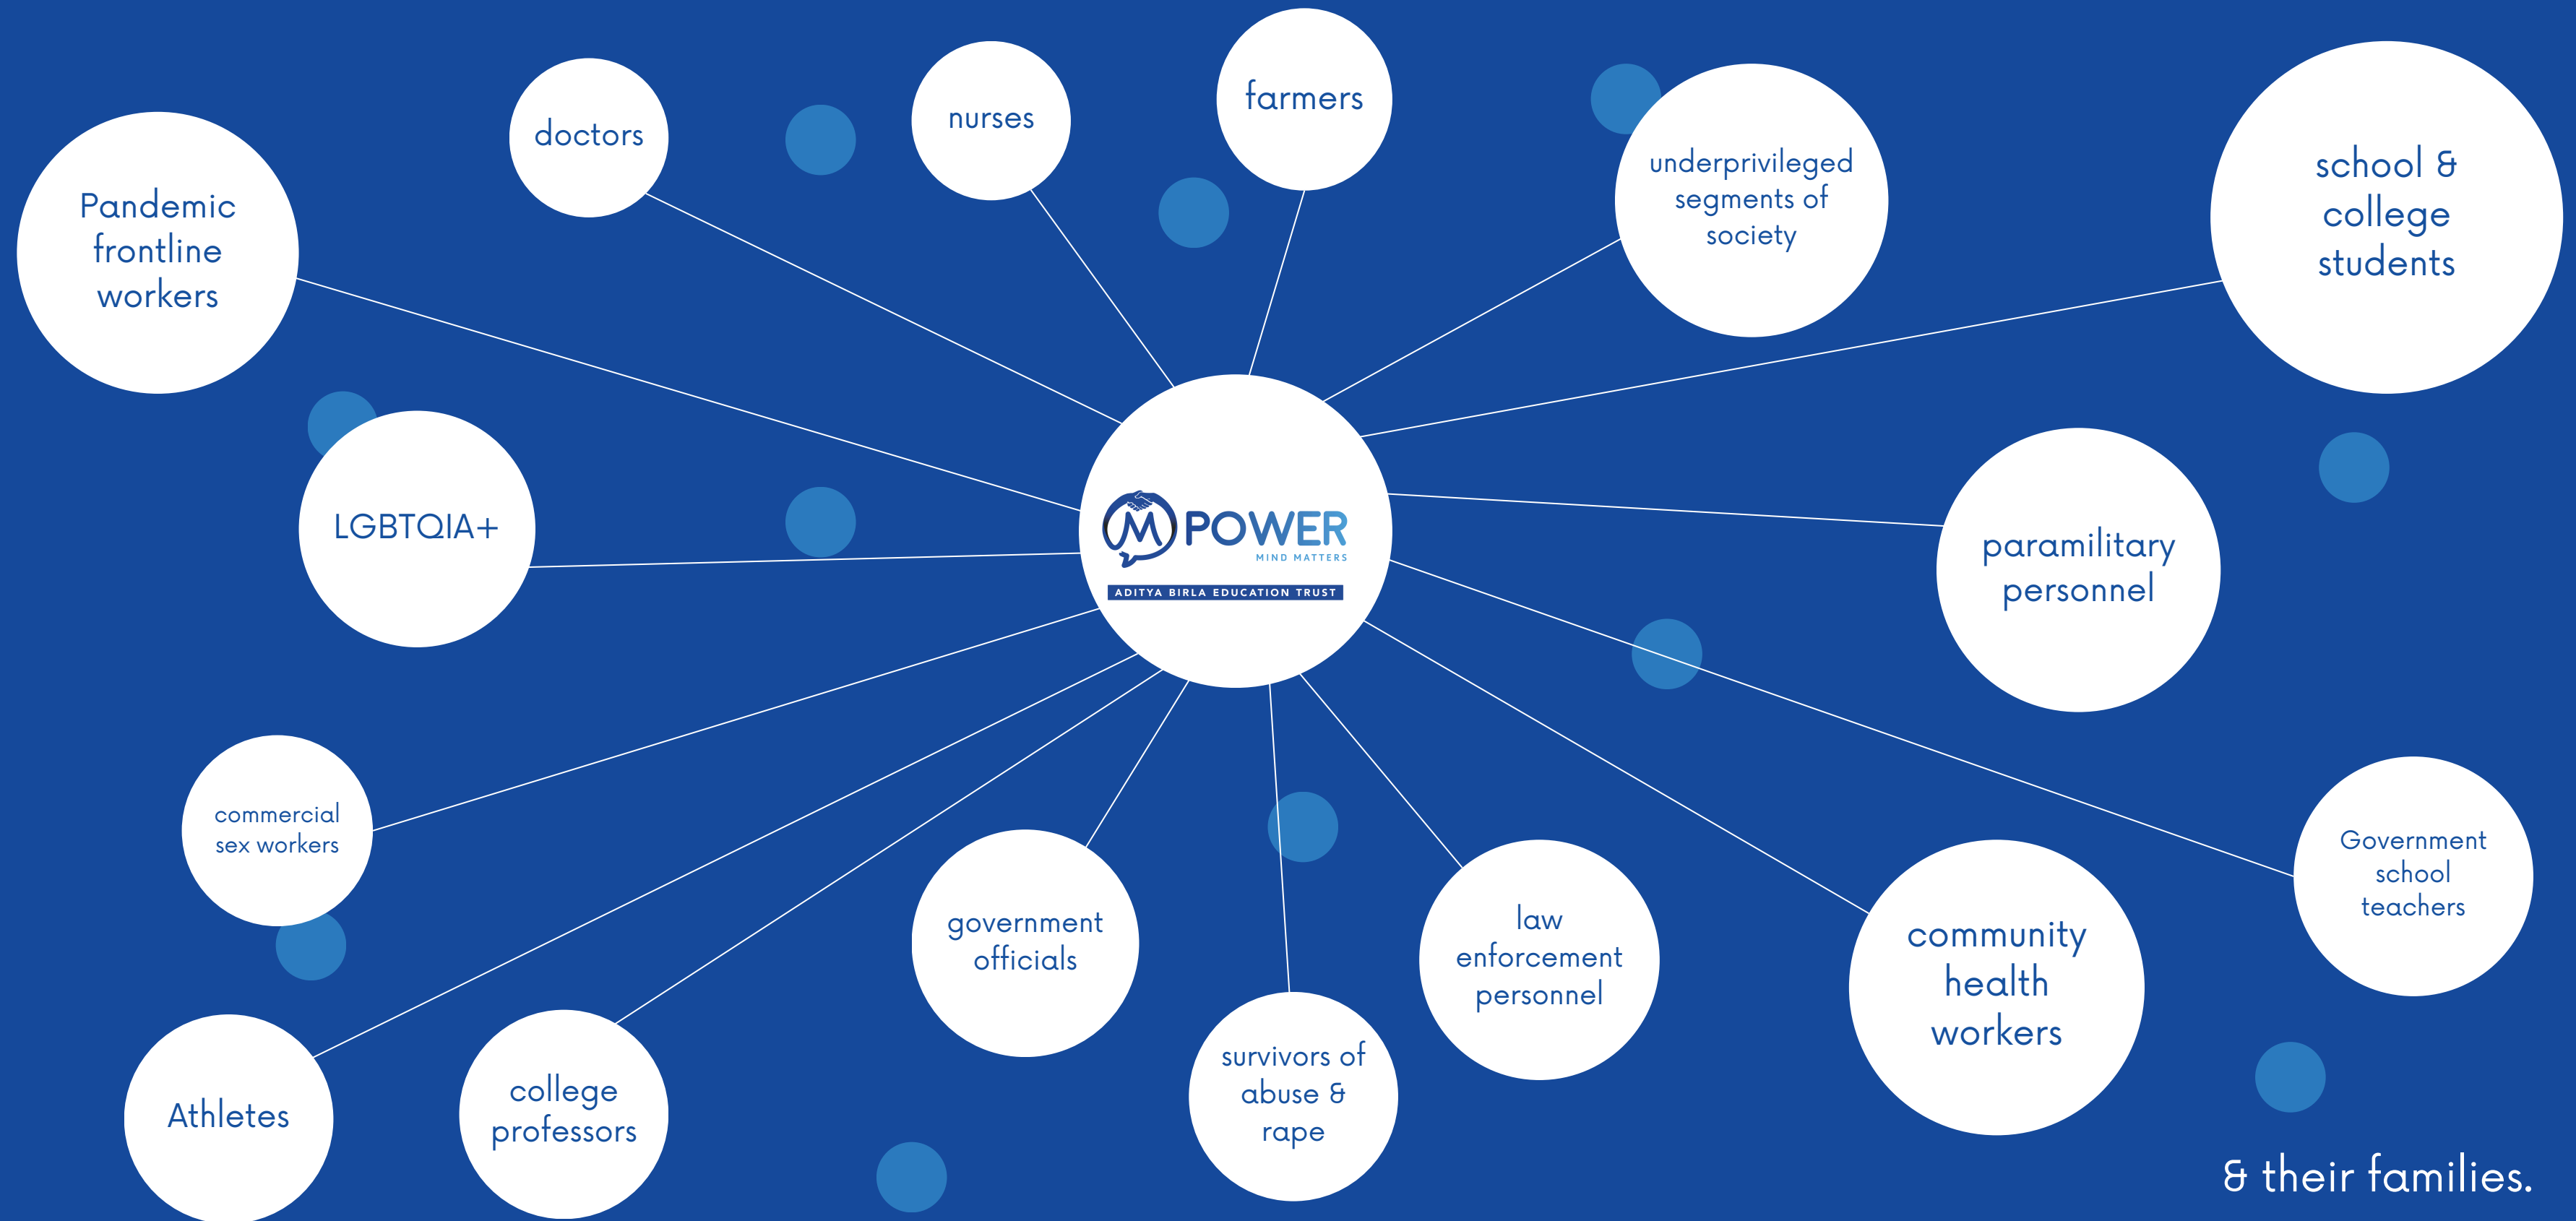 Pandemic
frontline
workers
doctors
nurses
farmers
underprivileged
segments of
society
school &
college
students
LGBTQIA+
M POWER
MIND MATTERS
ADITYA BIRLA EDUCATION TRUST
paramilitary
personnel
commercial
sex workers
Athletes
college
professors
government
officials
survivors of
abuse &
rape
law
enforcement
personnel
community
health
workers
Government
school
teachers
& their families.